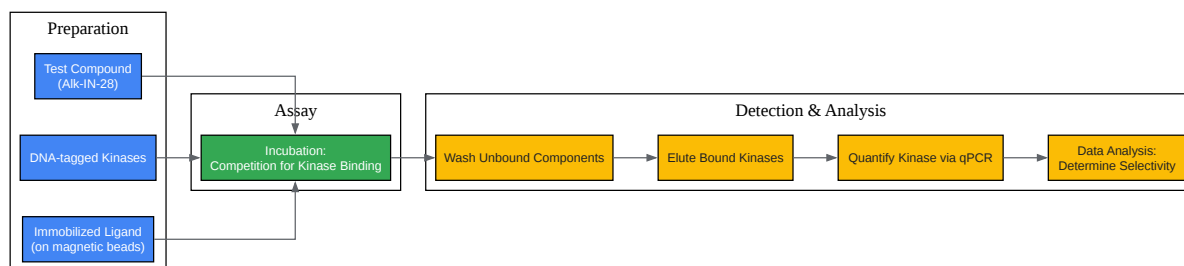 Preparation
Test Compound
(Alk-IN-28)
DNA-tagged Kinases
Immobilized Ligand
(on magnetic beads)
Assay
Incubation:
Competition for Kinase Binding
Detection & Analysis
Wash Unbound Components
Elute Bound Kinases
Quantify Kinase via qPCR
Data Analysis:
Determine Selectivity